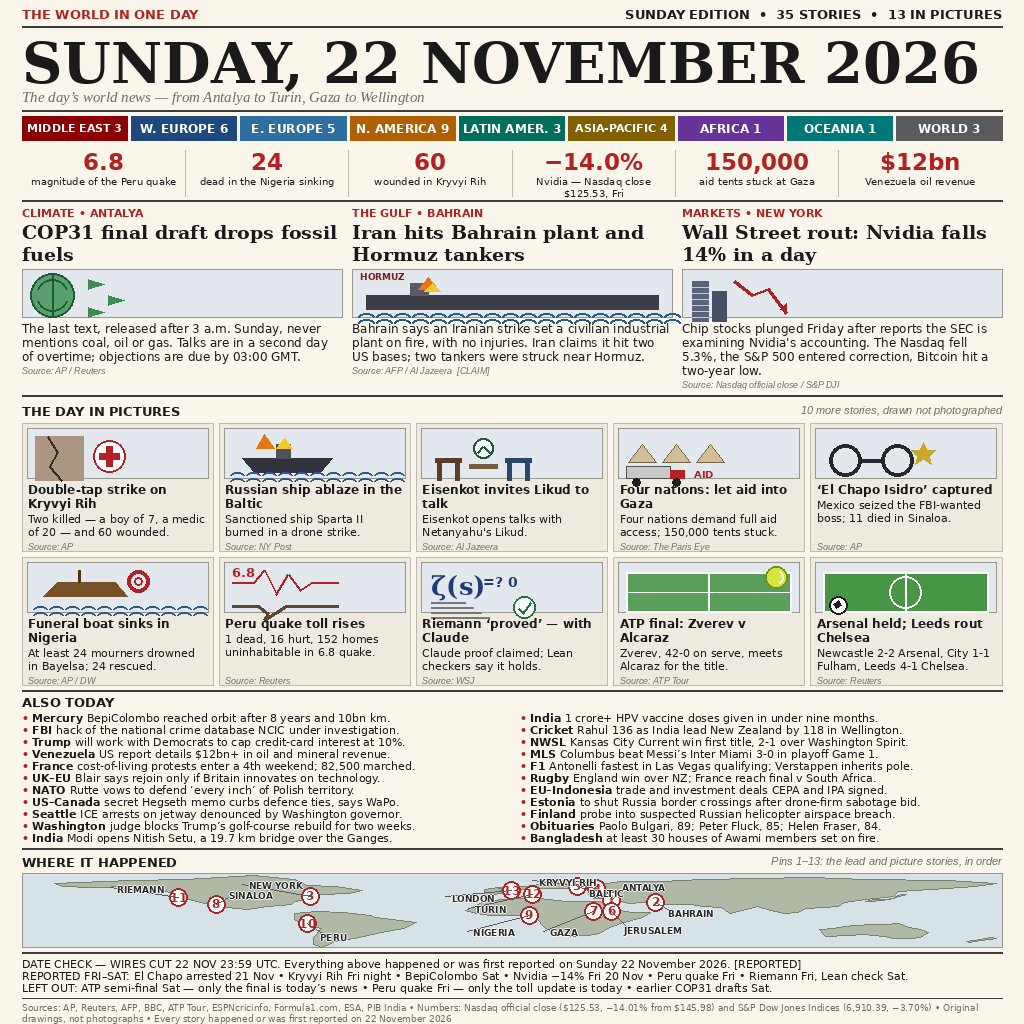 THE WORLD IN ONE DAY
SUNDAY EDITION • 35 STORIES • 13 IN PICTURES
SUNDAY, 22 NOVEMBER 2026
The day's world news — from Antalya to Turin, Gaza to Wellington
MIDDLE EAST 3
W. EUROPE 6
E. EUROPE 5
N. AMERICA 9
LATIN AMER. 3
ASIA-PACIFIC 4
AFRICA 1
OCEANIA 1
WORLD 3
6.8
magnitude of the Peru quake
24
dead in the Nigeria sinking
60
wounded in Kryvyi Rih
−14.0%
Nvidia — Nasdaq close
$125.53, Fri
150,000
aid tents stuck at Gaza
$12bn
Venezuela oil revenue
CLIMATE • ANTALYA
COP31 final draft drops fossil
fuels
The last text, released after 3 a.m. Sunday, never
mentions coal, oil or gas. Talks are in a second day
of overtime; objections are due by 03:00 GMT.
Source: AP / Reuters
THE GULF • BAHRAIN
Iran hits Bahrain plant and
Hormuz tankers
HORMUZ
Bahrain says an Iranian strike set a civilian industrial
plant on fire, with no injuries. Iran claims it hit two
US bases; two tankers were struck near Hormuz.
Source: AFP / Al Jazeera [CLAIM]
MARKETS • NEW YORK
Wall Street rout: Nvidia falls
14% in a day
Chip stocks plunged Friday after reports the SEC is
examining Nvidia's accounting. The Nasdaq fell
5.3%, the S&P 500 entered correction, Bitcoin hit a
two-year low.
Source: Nasdaq official close / S&P DJI
THE DAY IN PICTURES
10 more stories, drawn not photographed
Double-tap strike on
Kryvyi Rih
Two killed — a boy of 7, a medic
of 20 — and 60 wounded.
Source: AP
Russian ship ablaze in the
Baltic
Sanctioned ship Sparta II
burned in a drone strike.
Source: NY Post
Eisenkot invites Likud to
talk
Eisenkot opens talks with
Netanyahu's Likud.
Source: Al Jazeera
AID
Four nations: let aid into
Gaza
Four nations demand full aid
access; 150,000 tents stuck.
Source: The Paris Eye
‘El Chapo Isidro’ captured
Mexico seized the FBI-wanted
boss; 11 died in Sinaloa.
Source: AP
Funeral boat sinks in
Nigeria
At least 24 mourners drowned
in Bayelsa; 24 rescued.
Source: AP / DW
6.8
Peru quake toll rises
1 dead, 16 hurt, 152 homes
uninhabitable in 6.8 quake.
Source: Reuters
ζ(s)=? 0
Riemann ‘proved’ — with
Claude
Claude proof claimed; Lean
checkers say it holds.
Source: WSJ
ATP final: Zverev v
Alcaraz
Zverev, 42-0 on serve, meets
Alcaraz for the title.
Source: ATP Tour
Arsenal held; Leeds rout
Chelsea
Newcastle 2-2 Arsenal, City 1-1
Fulham, Leeds 4-1 Chelsea.
Source: Reuters
ALSO TODAY
• Mercury BepiColombo reached orbit after 8 years and 10bn km.
• FBI hack of the national crime database NCIC under investigation.
• Trump will work with Democrats to cap credit-card interest at 10%.
• Venezuela US report details $12bn+ in oil and mineral revenue.
• France cost-of-living protests enter a 4th weekend; 82,500 marched.
• UK–EU Blair says rejoin only if Britain innovates on technology.
• NATO Rutte vows to defend ‘every inch’ of Polish territory.
• US–Canada secret Hegseth memo curbs defence ties, says WaPo.
• Seattle ICE arrests on jetway denounced by Washington governor.
• Washington judge blocks Trump's golf-course rebuild for two weeks.
• India Modi opens Nitish Setu, a 19.7 km bridge over the Ganges.
• India 1 crore+ HPV vaccine doses given in under nine months.
• Cricket Rahul 136 as India lead New Zealand by 118 in Wellington.
• NWSL Kansas City Current win first title, 2-1 over Washington Spirit.
• MLS Columbus beat Messi's Inter Miami 3-0 in playoff Game 1.
• F1 Antonelli fastest in Las Vegas qualifying; Verstappen inherits pole.
• Rugby England win over NZ; France reach final v South Africa.
• EU–Indonesia trade and investment deals CEPA and IPA signed.
• Estonia to shut Russia border crossings after drone-firm sabotage bid.
• Finland probe into suspected Russian helicopter airspace breach.
• Obituaries Paolo Bulgari, 89; Peter Fluck, 85; Helen Fraser, 84.
• Bangladesh at least 30 houses of Awami members set on fire.
WHERE IT HAPPENED
Pins 1–13: the lead and picture stories, in order
RIEMANN
11
8
SINALOA
NEW YORK
3
10
PERU
LONDON
13
12
TURIN
KRYVYI RIH
BALTIC
ANTALYA
2
BAHRAIN
9
NIGERIA
7
6
GAZA
JERUSALEM
DATE CHECK — WIRES CUT 22 NOV 23:59 UTC. Everything above happened or was first reported on Sunday 22 November 2026. [REPORTED]
REPORTED FRI–SAT: El Chapo arrested 21 Nov • Kryvyi Rih Fri night • BepiColombo Sat • Nvidia −14% Fri 20 Nov • Peru quake Fri • Riemann Fri, Lean check Sat.
LEFT OUT: ATP semi-final Sat — only the final is today's news • Peru quake Fri — only the toll update is today • earlier COP31 drafts Sat.
Sources: AP, Reuters, AFP, BBC, ATP Tour, ESPNcricinfo, Formula1.com, ESA, PIB India • Numbers: Nasdaq official close ($125.53, −14.01% from $145.98) and S&P Dow Jones Indices (6,910.39, −3.70%) • Original
drawings, not photographs • Every story happened or was first reported on 22 November 2026